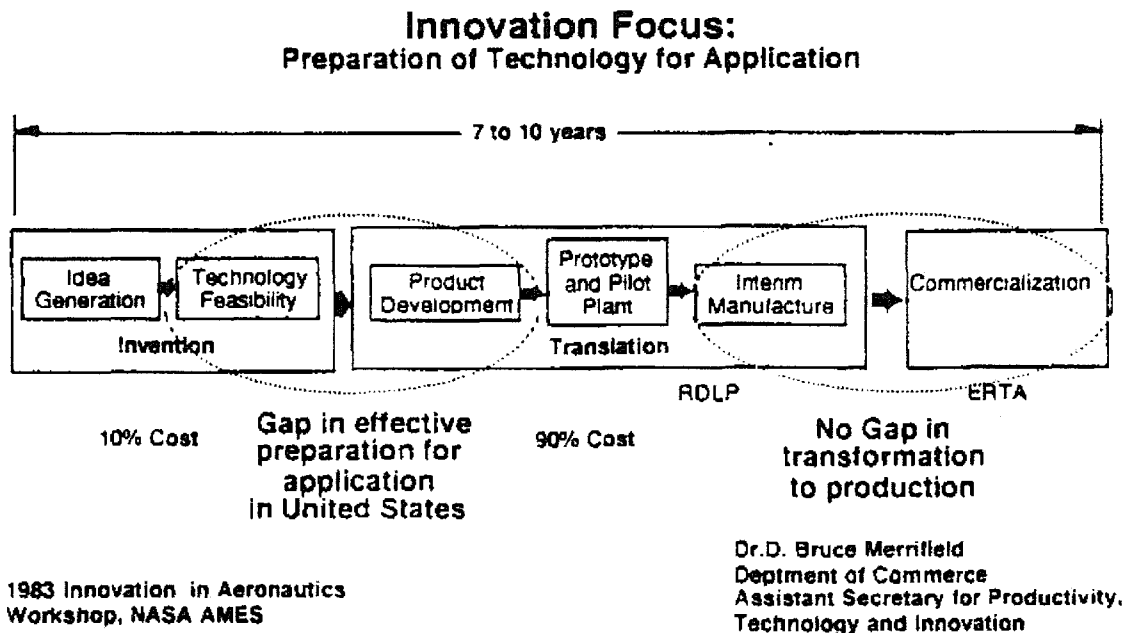 Innovation Focus:
Preparation of Technology for Application
7 to 10 years
Idea
Generation
Technology
Feasibility
Invention
Product
Development
Prototype
and Pilot
Plant
Interim
Manufacture
Translation
Commercialization
RDLP
ERTA
10% Cost
Gap in effective
preparation for
application
in United States
90% Cost
No Gap in
transformation
to production
1983 Innovation in Aeronautics
Workshop, NASA AMES
Dr.D. Bruce Merrifield
Deptment of Commerce
Assistant Secretary for Productivity,
Technology and Innovation